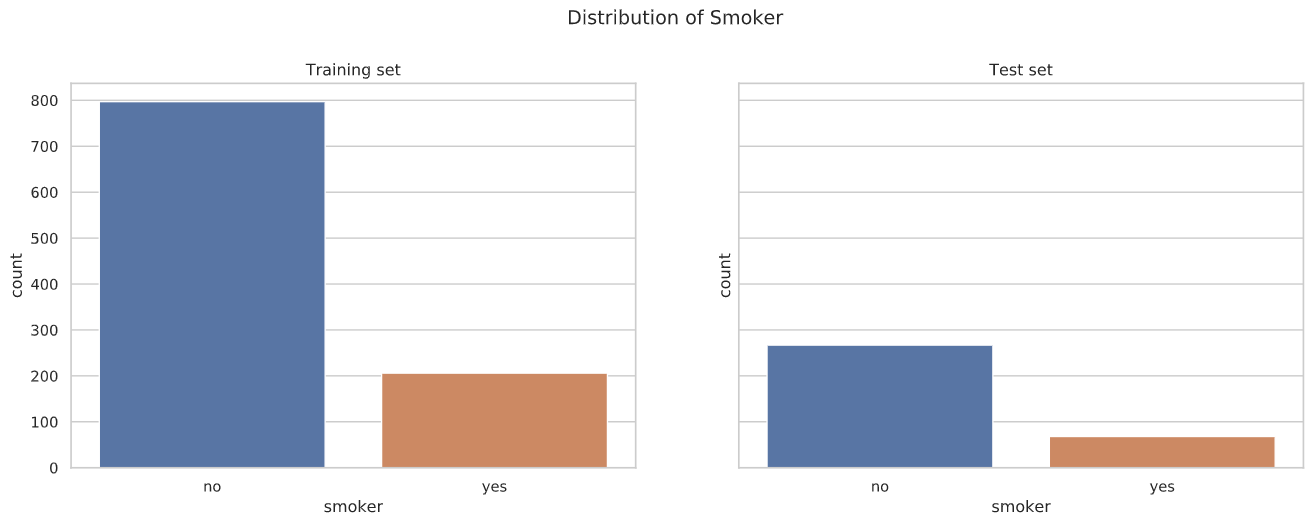 Distribution of Smoker
Training set
800
700
600
500
400
300
200
100
0
count
no
yes
smoker
Test set
count
no
yes
smoker